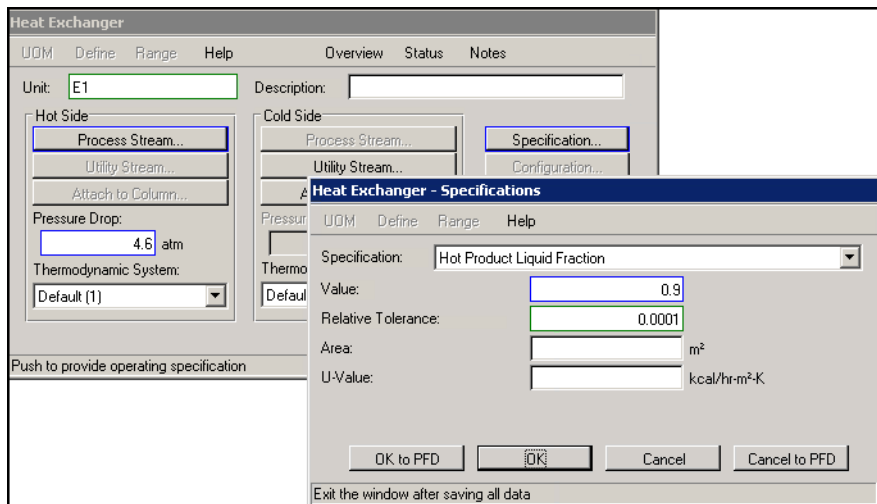 Heat Exchanger
UOM Define Range Help Overview Status Notes
Unit: E1 Description:
Hot Side Cold Side
Process Stream... Process Stream... Specification...
Utility Stream... Utility Stream... Configuration...
Attach to Column... A
Pressure Drop: Pressur
4.6 atm
Thermodynamic System: Thermo
Default (1) Defaul
Push to provide operating specification
Heat Exchanger - Specifications
UOM Define Range Help
Specification: Hot Product Liquid Fraction
Value: 0.9
Relative Tolerance: 0.0001
Area: m²
U-Value: kcal/hr-m²-K
OK to PFD OK Cancel Cancel to PFD
Exit the window after saving all data